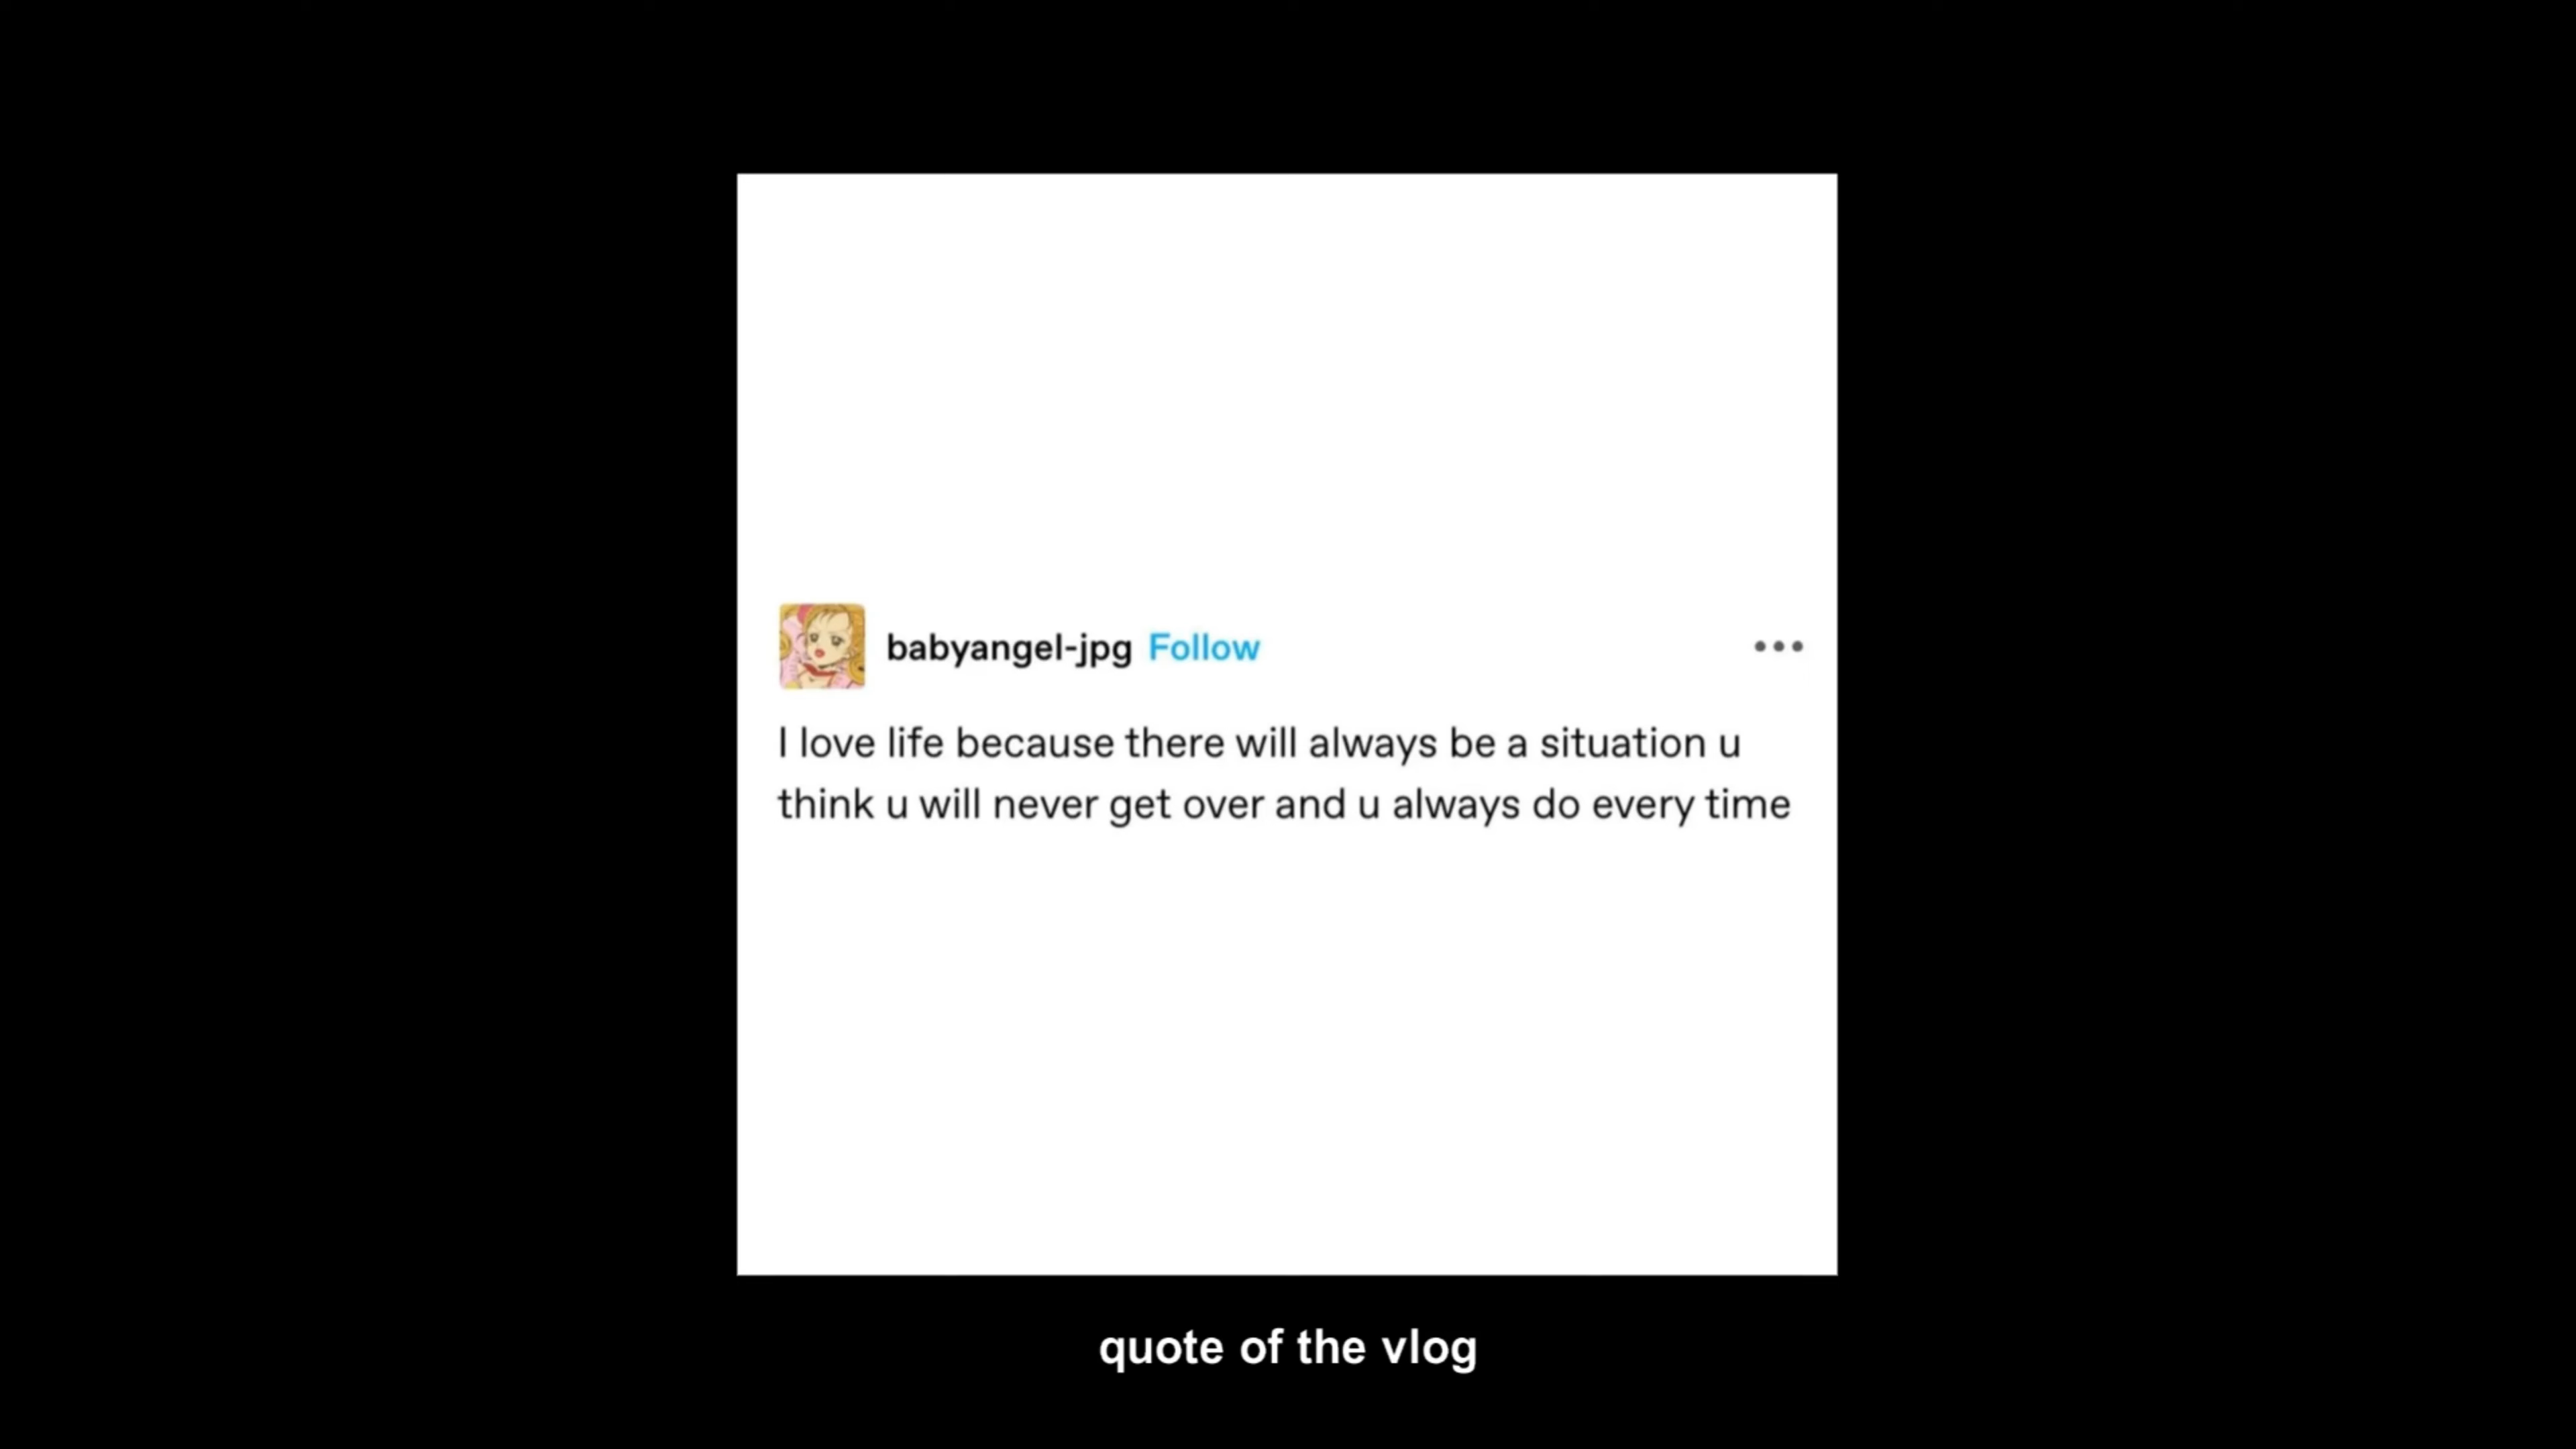 babyangel-jpg Follow
I love life because there will always be a situation u
think u will never get over and u always do every time
quote of the vlog